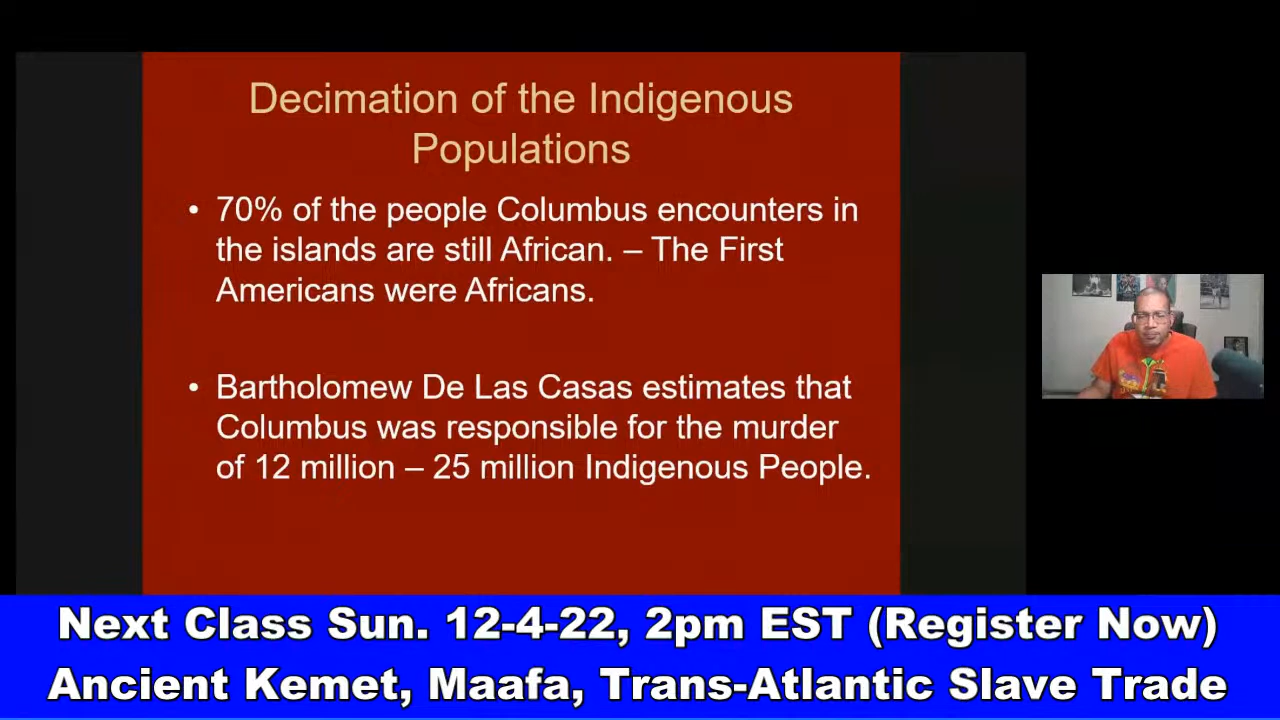 Decimation of the Indigenous
Populations
• 70% of the people Columbus encounters in
the islands are still African. – The First
Americans were Africans.
• Bartholomew De Las Casas estimates that
Columbus was responsible for the murder
of 12 million – 25 million Indigenous People.
Next Class Sun. 12-4-22, 2pm EST (Register Now)
Ancient Kemet, Maafa, Trans-Atlantic Slave Trade